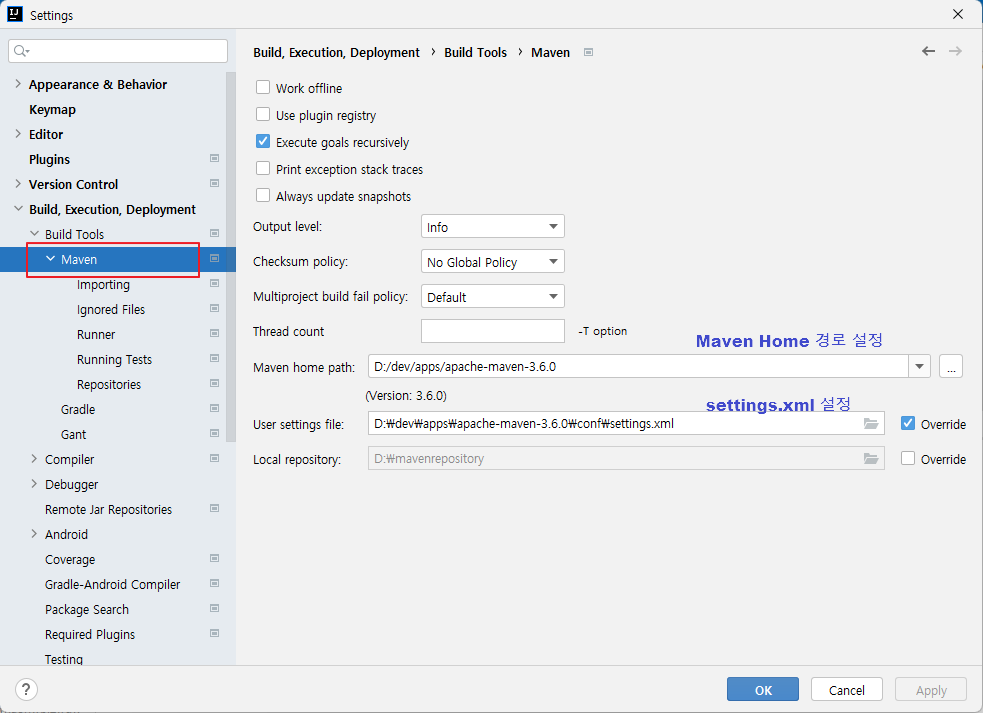 Settings
Build, Execution, Deployment › Build Tools › Maven
Appearance & Behavior
Keymap
Editor
Plugins
Version Control
Build, Execution, Deployment
Build Tools
Maven
Importing
Ignored Files
Runner
Running Tests
Repositories
Gradle
Gant
Compiler
Debugger
Remote Jar Repositories
Android
Coverage
Gradle-Android Compiler
Package Search
Required Plugins
Testing
Work offline
Use plugin registry
Execute goals recursively
Print exception stack traces
Always update snapshots
Output level: Info
Checksum policy: No Global Policy
Multiproject build fail policy: Default
Thread count -T option
Maven Home 경로 설정
Maven home path: D:/dev/apps/apache-maven-3.6.0 ...
(Version: 3.6.0)
settings.xml 설정
User settings file: D:₩dev₩apps₩apache-maven-3.6.0₩conf₩settings.xml Override
Local repository: D:₩mavenrepository Override
? OK Cancel Apply